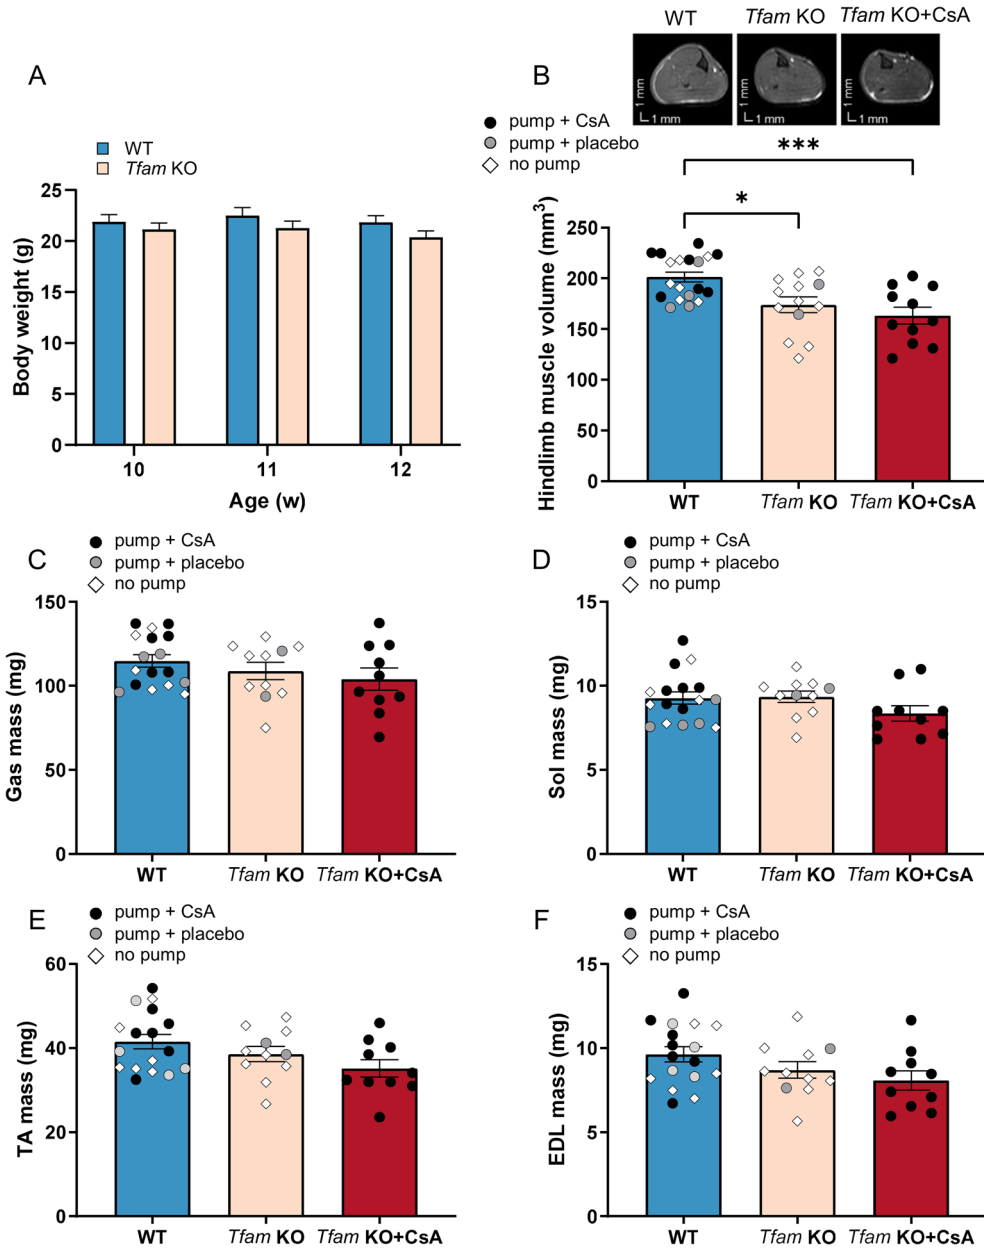 WT Tfam KO Tfam KO+CsA
A
B
1 mm 1 mm 1 mm
1 mm 1 mm 1 mm
pump + CsA
pump + placebo
no pump
WT
Tfam KO
***
*
25
20
15
10
5
0
Body weight (g)
10 11 12
Age (w)
250
200
150
100
50
0
Hindlimb muscle volume (mm³)
WT Tfam KO Tfam KO+CsA
C
pump + CsA
pump + placebo
no pump
150
100
50
0
Gas mass (mg)
WT Tfam KO Tfam KO+CsA
D
pump + CsA
pump + placebo
no pump
15
10
5
0
Sol mass (mg)
WT Tfam KO Tfam KO+CsA
E
pump + CsA
pump + placebo
no pump
60
40
20
0
TA mass (mg)
WT Tfam KO Tfam KO+CsA
F
pump + CsA
pump + placebo
no pump
15
10
5
0
EDL mass (mg)
WT Tfam KO Tfam KO+CsA